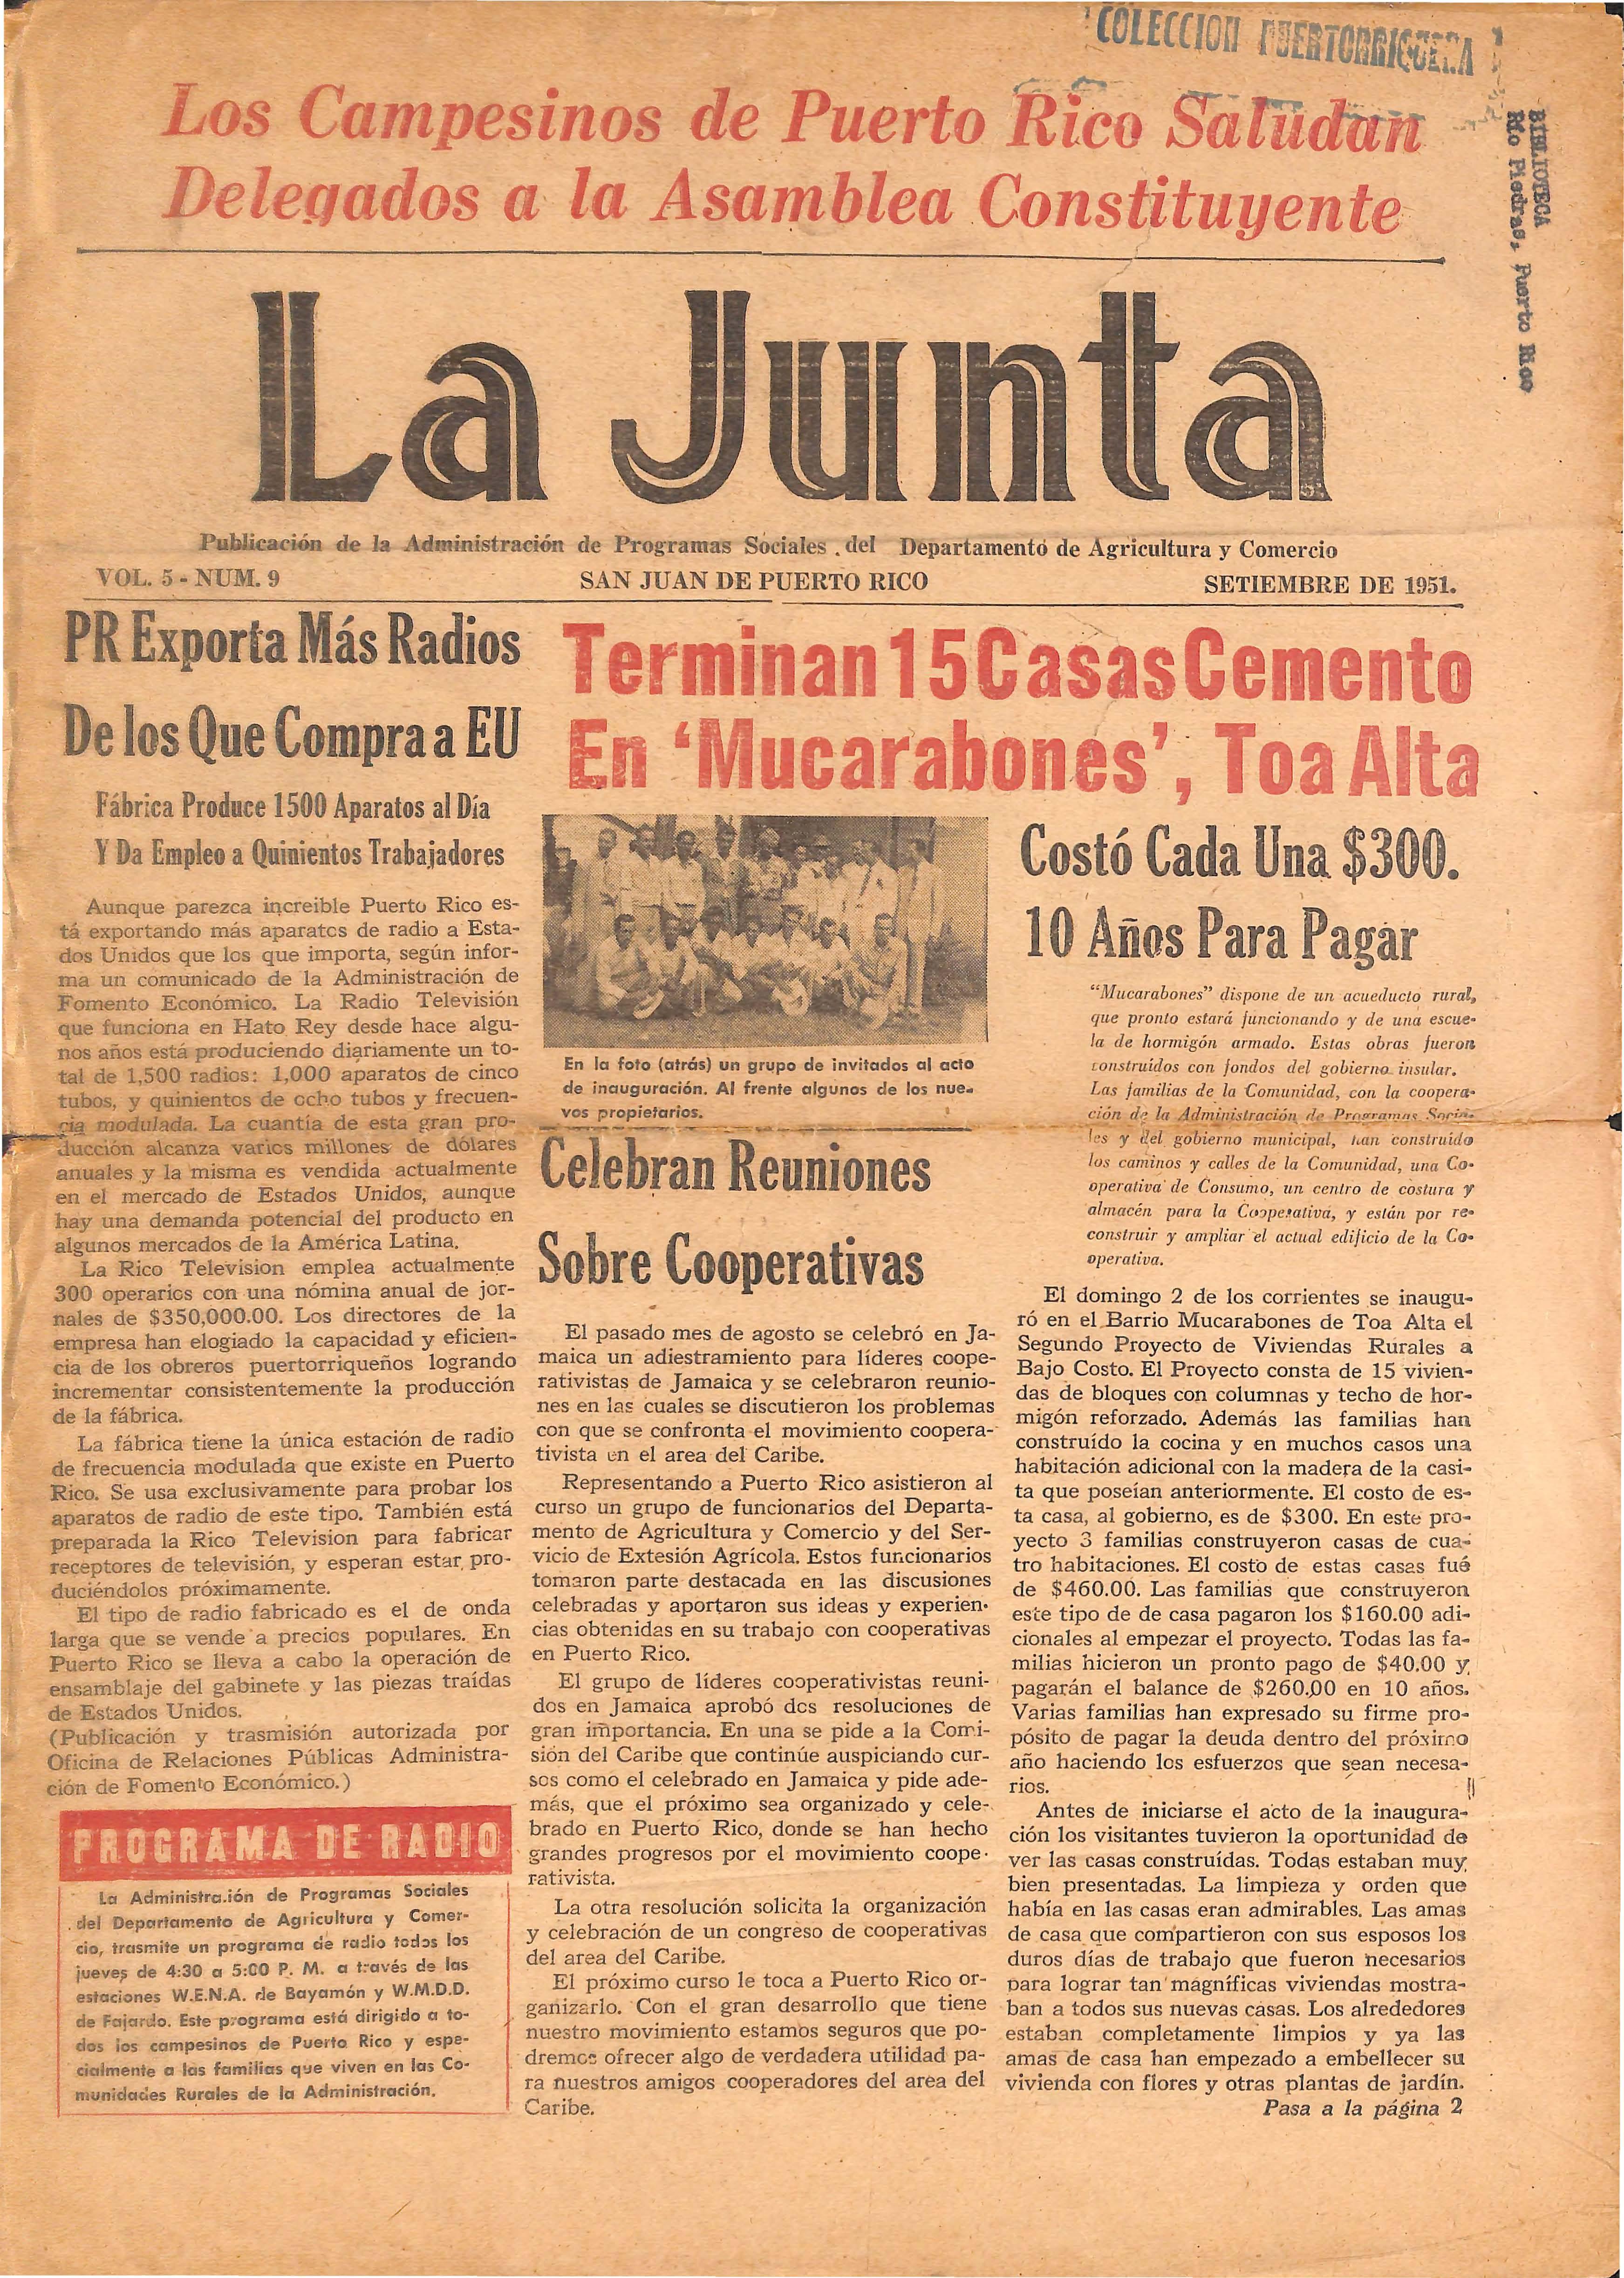 COLECCION PUERTORRIQUEÑA
BIBLIOTECA
Río Piedras, Puerto Rico
Los Campesinos de Puerto Rico Saludan
Delegados a la Asamblea Constituyente
La Junta
Publicación de la Administración de Programas Sociales del Departamento de Agricultura y Comercio
VOL. 5 - NUM. 9 SAN JUAN DE PUERTO RICO SETIEMBRE DE 1951.
PR Exporta Más Radios
De los Que Compra a EU
Fábrica Produce 1500 Aparatos al Día
Y Da Empleo a Quinientos Trabajadores
Aunque parezca increible Puerto Rico es-
tá exportando más aparatos de radio a Esta-
dos Unidos que los que importa, según infor-
ma un comunicado de la Administración de
Fomento Económico. La Radio Televisión
que funciona en Hato Rey desde hace algu-
nos años está produciendo diariamente un to-
tal de 1,500 radios: 1,000 aparatos de cinco
tubos, y quinientos de ocho tubos y frecuen-
cia modulada. La cuantía de esta gran pro-
ducción alcanza varios millones de dólares
anuales y la misma es vendida actualmente
en el mercado de Estados Unidos, aunque
hay una demanda potencial del producto en
algunos mercados de la América Latina.
La Rico Television emplea actualmente
300 operarios con una nómina anual de jor-
nales de $350,000.00. Los directores de la
empresa han elogiado la capacidad y eficien-
cia de los obreros puertorriqueños logrando
incrementar consistentemente la producción
de la fábrica.
La fábrica tiene la única estación de radio
de frecuencia modulada que existe en Puerto
Rico. Se usa exclusivamente para probar los
aparatos de radio de este tipo. También está
preparada la Rico Television para fabricar
receptores de televisión, y esperan estar pro-
duciéndolos próximamente.
El tipo de radio fabricado es el de onda
larga que se vende a precios populares. En
Puerto Rico se lleva a cabo la operación de
ensamblaje del gabinete y las piezas traídas
de Estados Unidos.
(Publicación y trasmisión autorizada por
Oficina de Relaciones Públicas Administra-
ción de Fomento Económico.)
PROGRAMA DE RADIO
La Administra.ión de Programas Sociales
del Departamento de Agricultura y Comer-
cio, trasmite un programa de radio todos los
jueves de 4:30 a 5:00 P. M. a través de las
estaciones W.E.N.A. de Bayamón y W.M.D.D.
de Fajardo. Este programa está dirigido a to-
dos los campesinos de Puerto Rico y espe-
cialmente a las familias que viven en las Co-
munidades Rurales de la Administración.
Terminan 15 Casas Cemento
En 'Mucarabones', Toa Alta
En la foto (atrás) un grupo de invitados al acto
de inauguración. Al frente algunos de los nue-
vos propietarios.
Celebran Reuniones
Sobre Cooperativas
El pasado mes de agosto se celebró en Ja-
maica un adiestramiento para líderes coope-
rativistas de Jamaica y se celebraron reunio-
nes en las cuales se discutieron los problemas
con que se confronta el movimiento coopera-
tivista en el area del Caribe.
Representando a Puerto Rico asistieron al
curso un grupo de funcionarios del Departa-
mento de Agricultura y Comercio y del Ser-
vicio de Extesión Agrícola. Estos funcionarios
tomaron parte destacada en las discusiones
celebradas y aportaron sus ideas y experien-
cias obtenidas en su trabajo con cooperativas
en Puerto Rico.
El grupo de líderes cooperativistas reuni-
dos en Jamaica aprobó dos resoluciones de
gran importancia. En una se pide a la Comi-
sión del Caribe que continúe auspiciando cur-
sos como el celebrado en Jamaica y pide ade-
más, que el próximo sea organizado y cele-
brado en Puerto Rico, donde se han hecho
grandes progresos por el movimiento coope-
rativista.
La otra resolución solicita la organización
y celebración de un congreso de cooperativas
del area del Caribe.
El próximo curso le toca a Puerto Rico or-
ganizarlo. Con el gran desarrollo que tiene
nuestro movimiento estamos seguros que po-
dremos ofrecer algo de verdadera utilidad pa-
ra nuestros amigos cooperadores del area del
Caribe.
Costó Cada Una $300.
10 Años Para Pagar
"Mucarabones" dispone de un acueducto rural,
que pronto estará funcionando y de una escue-
la de hormigón armado. Estas obras fueron
construídos con fondos del gobierno insular.
Las familias de la Comunidad, con la coopera-
ción de la Administración de Programas Socia-
les y del gobierno municipal, han construído
los caminos y calles de la Comunidad, una Co-
operativa de Consumo, un centro de costura y
almacén para la Cooperativa, y están por re-
construir y ampliar el actual edificio de la Co-
operativa.
El domingo 2 de los corrientes se inaugu-
ró en el Barrio Mucarabones de Toa Alta el
Segundo Proyecto de Viviendas Rurales a
Bajo Costo. El Proyecto consta de 15 vivien-
das de bloques con columnas y techo de hor-
migón reforzado. Además las familias han
construído la cocina y en muchos casos una
habitación adicional con la madera de la casi-
ta que poseían anteriormente. El costo de es-
ta casa, al gobierno, es de $300. En este pro-
yecto 3 familias construyeron casas de cua-
tro habitaciones. El costo de estas casas fué
de $460.00. Las familias que construyeron
este tipo de de casa pagaron los $160.00 adi-
cionales al empezar el proyecto. Todas las fa-
milias hicieron un pronto pago de $40.00 y
pagarán el balance de $260.00 en 10 años.
Varias familias han expresado su firme pro-
pósito de pagar la deuda dentro del próximo
año haciendo los esfuerzos que sean necesa-
rios.
Antes de iniciarse el acto de la inaugura-
ción los visitantes tuvieron la oportunidad de
ver las casas construídas. Todas estaban muy
bien presentadas. La limpieza y orden que
había en las casas eran admirables. Las amas
de casa que compartieron con sus esposos los
duros días de trabajo que fueron necesarios
para lograr tan magníficas viviendas mostra-
ban a todos sus nuevas casas. Los alrededores
estaban completamente limpios y ya las
amas de casa han empezado a embellecer su
vivienda con flores y otras plantas de jardín.
Pasa a la página 2